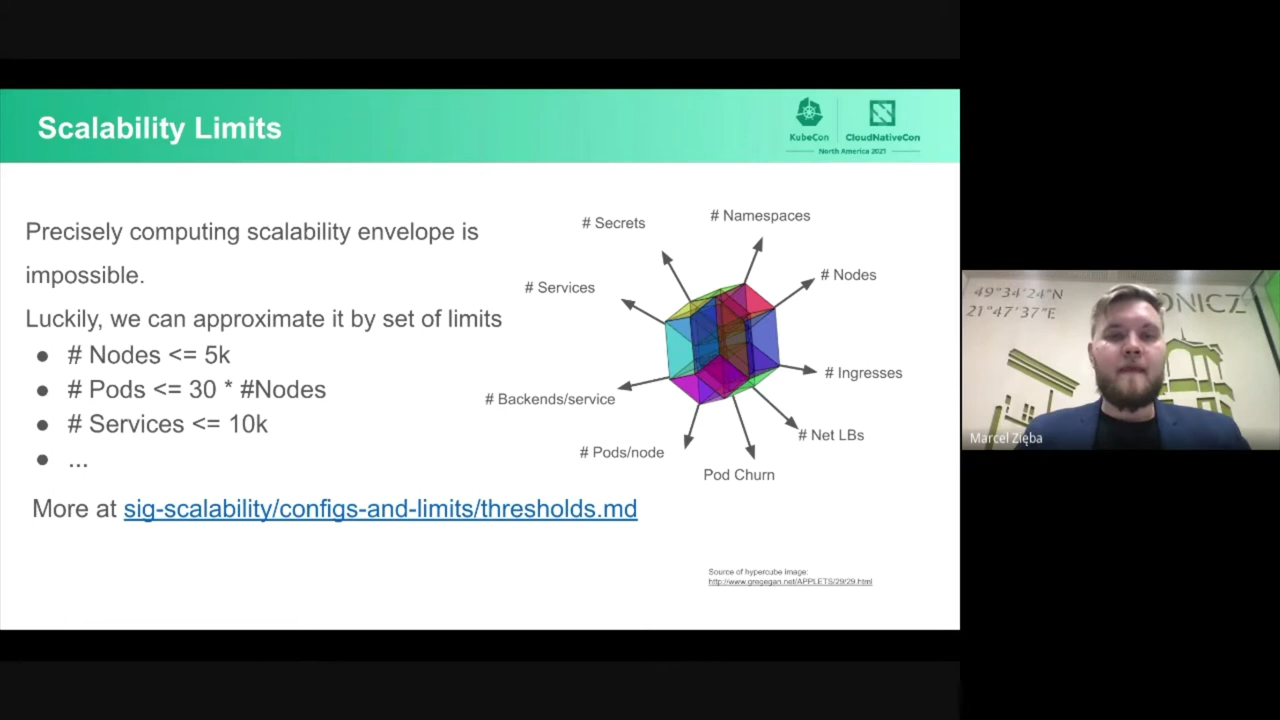 Scalability Limits
KubeCon
CloudNativeCon
North America 2021
Precisely computing scalability envelope is
impossible.
Luckily, we can approximate it by set of limits
● # Nodes <= 5k
● # Pods <= 30 * #Nodes
● # Services <= 10k
● ...
More at sig-scalability/configs-and-limits/thresholds.md
# Secrets
# Namespaces
# Services
# Nodes
# Backends/service
# Ingresses
# Pods/node
# Net LBs
Pod Churn
Source of hypercube image:
http://www.gregegan.net/APPLETS/29/29.html
49°34'24"N
21°47'37"E
ONICZ
Marcel Zięba